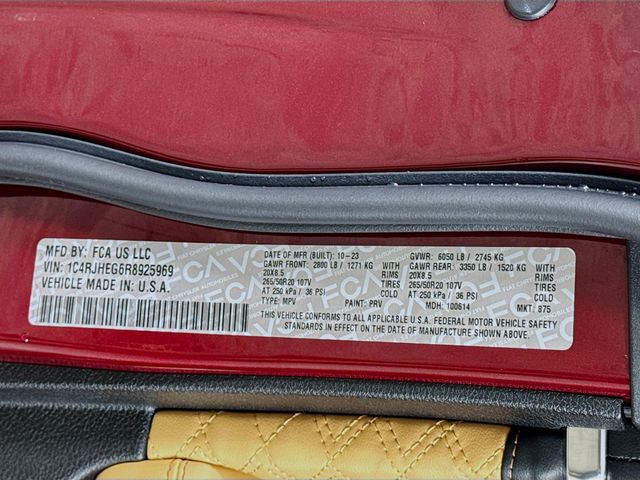 MFD BY: FCA US LLC
VIN: 1C4RJHEG6R8925969
VEHICLE MADE IN: U.S.A.
DATE OF MFR (BUILT): 10-23
GVWR: 6050 LB / 2745 KG
GAWR FRONT: 2800 LB / 1271 KG WITH
GAWR REAR: 3350 LB / 1520 KG WITH
20X8.5 RIMS
20X8.5 RIMS
265/50R20 107V TIRES
265/50R20 107V TIRES
AT 250 kPa / 36 PSI COLD
AT 250 kPa / 36 PSI COLD
TYPE: MPV PAINT: PRV MDH: 100614 MKT: 875
THIS VEHICLE CONFORMS TO ALL APPLICABLE U.S.A. FEDERAL MOTOR VEHICLE SAFETY
STANDARDS IN EFFECT ON THE DATE OF MANUFACTURE SHOWN ABOVE.